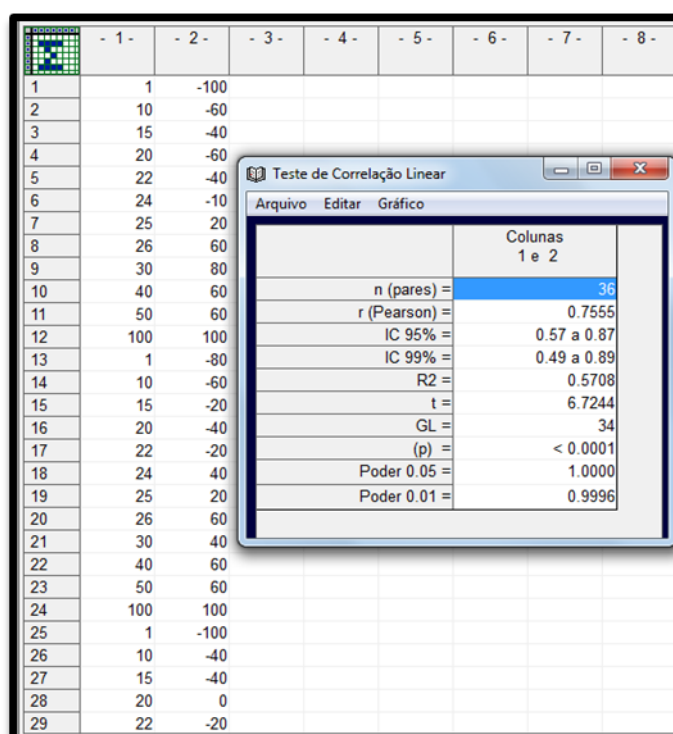 - 1 - - 2 - - 3 - - 4 - - 5 - - 6 - - 7 - - 8 -
1 1 -100
2 10 -60
3 15 -40
4 20 -60
5 22 -40
6 24 -10
7 25 20
8 26 60
9 30 80
10 40 60
11 50 60
12 100 100
13 1 -80
14 10 -60
15 15 -20
16 20 -40
17 22 -20
18 24 40
19 25 20
20 26 60
21 30 40
22 40 60
23 50 60
24 100 100
25 1 -100
26 10 -40
27 15 -40
28 20 0
29 22 -20
Teste de Correlação Linear
Arquivo Editar Gráfico
Colunas
1 e 2
n (pares) = 36
r (Pearson) = 0.7555
IC 95% = 0.57 a 0.87
IC 99% = 0.49 a 0.89
R2 = 0.5708
t = 6.7244
GL = 34
(p) = < 0.0001
Poder 0.05 = 1.0000
Poder 0.01 = 0.9996